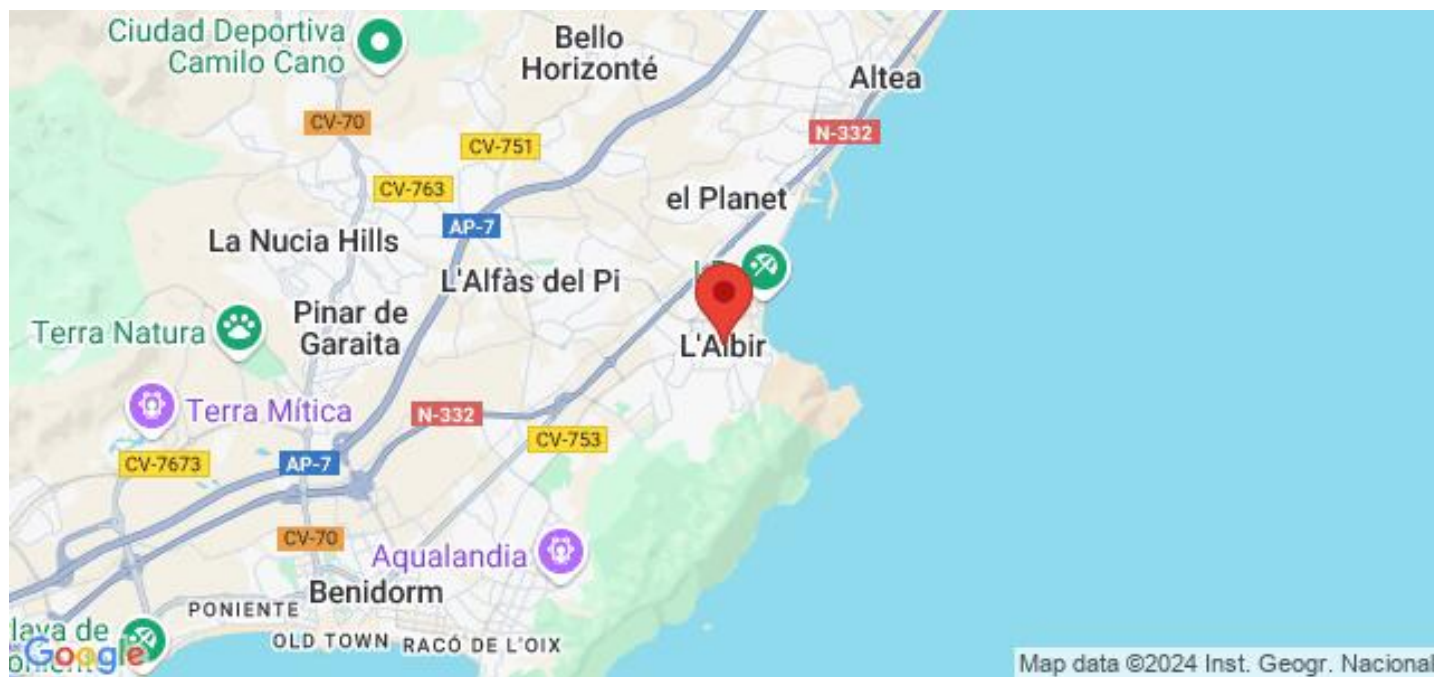 Ciudad Deportiva
Camilo Cano
Bello
Horizonté
Altea
CV-70
N-332
CV-751
CV-763
el Planet
AP-7
La Nucia Hills
L'Alfàs del Pi
Pinar de
Garaita
Terra Natura
L'Albir
Terra Mítica
N-332
CV-753
CV-7673
AP-7
CV-70
Aqualandia
Benidorm
PONIENTE
OLD TOWN
RACÓ DE L'OIX
laya de
Google
Map data ©2024 Inst. Geogr. Nacional